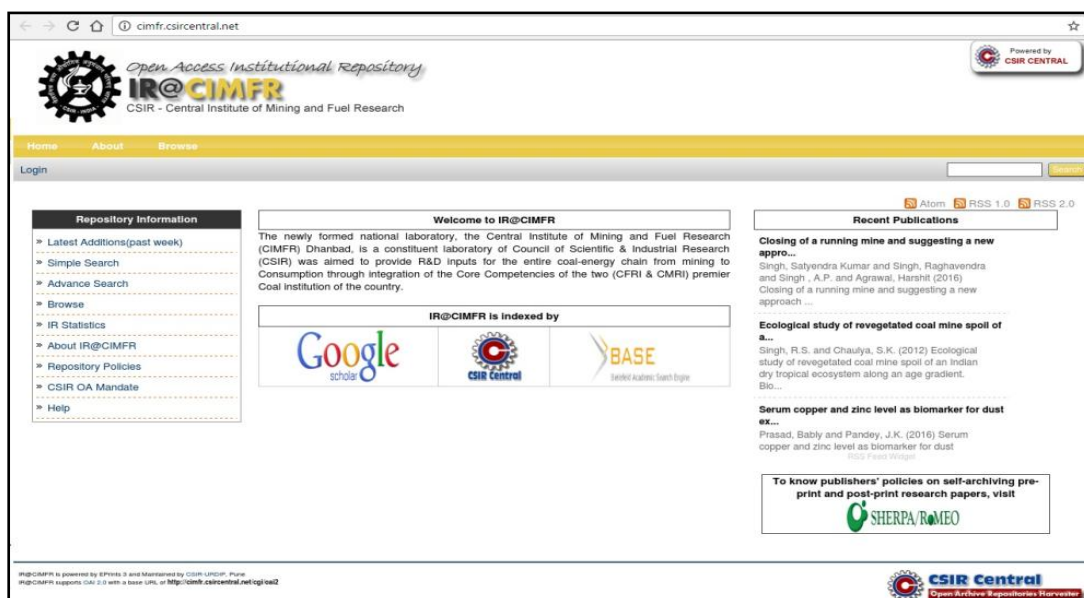 cimfr.csircentral.net
Open Access Institutional Repository
IR@CIMFR
CSIR - Central Institute of Mining and Fuel Research
CSIR - INDIA
Powered by
CSIR CENTRAL
Home About Browse
Login
Search
Atom RSS 1.0 RSS 2.0
Repository Information
» Latest Additions(past week)
» Simple Search
» Advance Search
» Browse
» IR Statistics
» About IR@CIMFR
» Repository Policies
» CSIR OA Mandate
» Help
Welcome to IR@CIMFR
The newly formed national laboratory, the Central Institute of Mining and Fuel Research
(CIMFR) Dhanbad, is a constituent laboratory of Council of Scientific & Industrial Research
(CSIR) was aimed to provide R&D inputs for the entire coal-energy chain from mining to
Consumption through integration of the Core Competencies of the two (CFRI & CMRI) premier
Coal institution of the country.
IR@CIMFR is indexed by
Google
scholar
CSIR Central
BASE
Bielefeld Academic Search Engine
Recent Publications
Closing of a running mine and suggesting a new
appro...
Singh, Satyendra Kumar and Singh, Raghavendra
and Singh , A.P. and Agrawal, Harshit (2016)
Closing of a running mine and suggesting a new
approach ...
Ecological study of revegetated coal mine spoil of
a...
Singh, R.S. and Chaulya, S.K. (2012) Ecological
study of revegetated coal mine spoil of an Indian
dry tropical ecosystem along an age gradient.
Bio...
Serum copper and zinc level as biomarker for dust
ex...
Prasad, Bably and Pandey, J.K. (2016) Serum
copper and zinc level as biomarker for dust
RSS Feed Widget
To know publishers' policies on self-archiving pre-
print and post-print research papers, visit
SHERPA/RoMEO
IR@CIMFR is powered by EPrints 3 and Maintained by CSIR-URDIP, Pune
IR@CIMFR supports OAI 2.0 with a base URL of http://cimfr.csircentral.net/cgi/oai2
CSIR Central
Open Archive Repositories Harvester